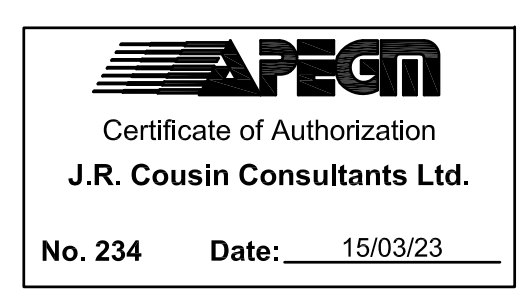 APEGM
Certificate of Authorization
J.R. Cousin Consultants Ltd.
No. 234 Date: 15/03/23